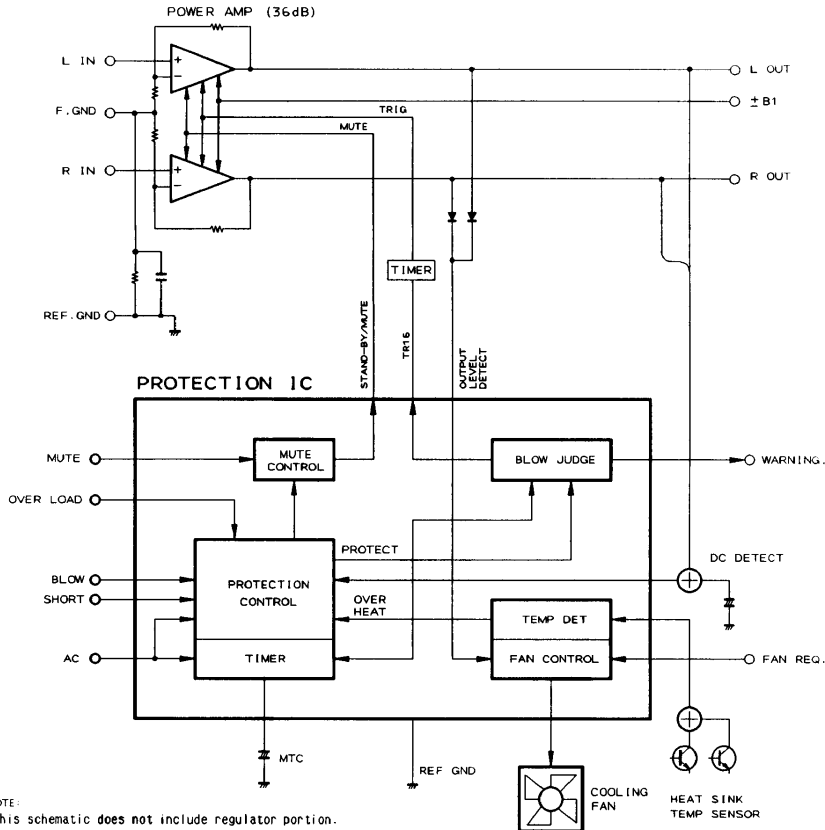 POWER AMP (36dB)
L IN
+
−
L OUT
± B1
F.GND
TRIG
MUTE
R IN
+
−
R OUT
TIMER
REF.GND
STAND-BY/MUTE
TR16
OUTPUT
LEVEL
DETECT
PROTECTION IC
MUTE
MUTE
CONTROL
BLOW JUDGE
WARNING.
OVER LOAD
PROTECT
DC DETECT
BLOW
SHORT
PROTECTION
CONTROL
OVER
HEAT
TEMP DET
AC
TIMER
FAN CONTROL
FAN REQ.
MTC
REF GND
COOLING
FAN
HEAT SINK
TEMP SENSOR
OTE:
his schematic does not include regulator portion.